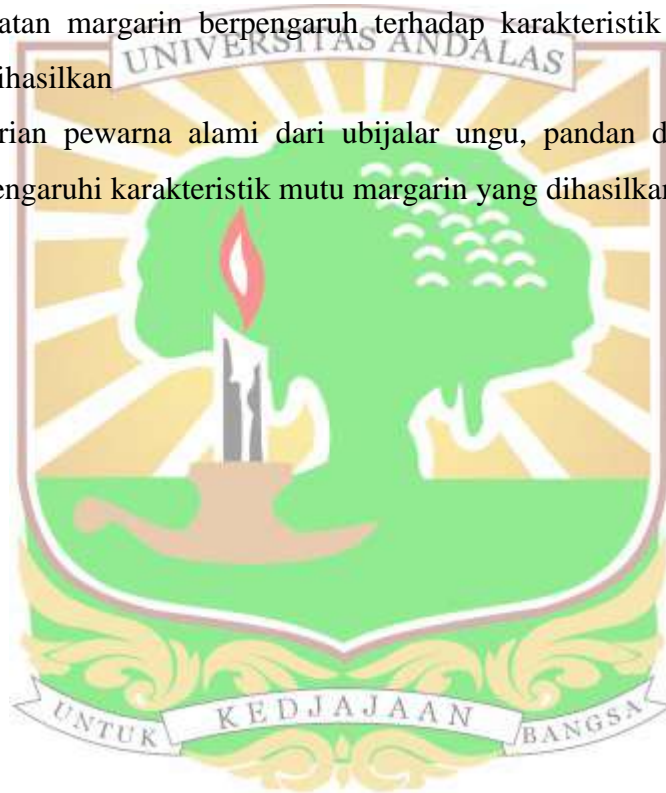 atan margarin berpengaruh terhadap karakteristik
UNIVERSITAS ANDALAS
ihasilkan
rian pewarna alami dari ubijalar ungu, pandan d
engaruhi karakteristik mutu margarin yang dihasilkan
UNTUK KEDJAJAAN BANGSA